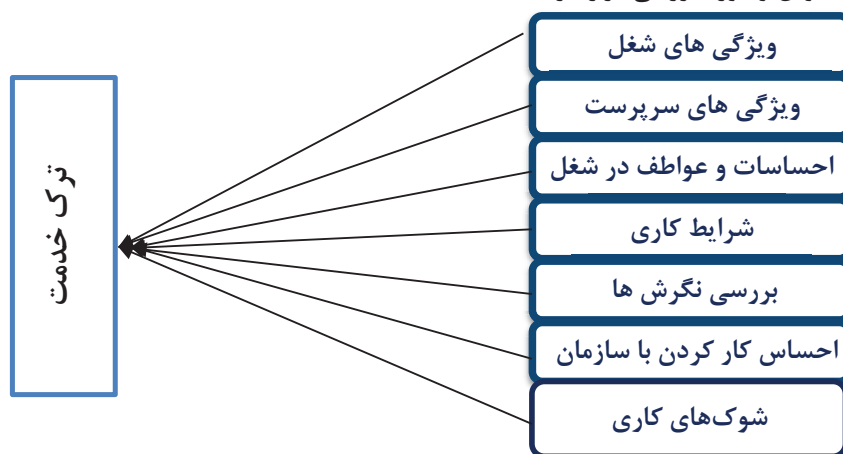 ویژگی های شغل
ویژگی های سرپرست
احساسات و عواطف در شغل
شرایط کاری
بررسی نگرش ها
احساس کار کردن با سازمان
شوک‌های کاری
ترک خدمت